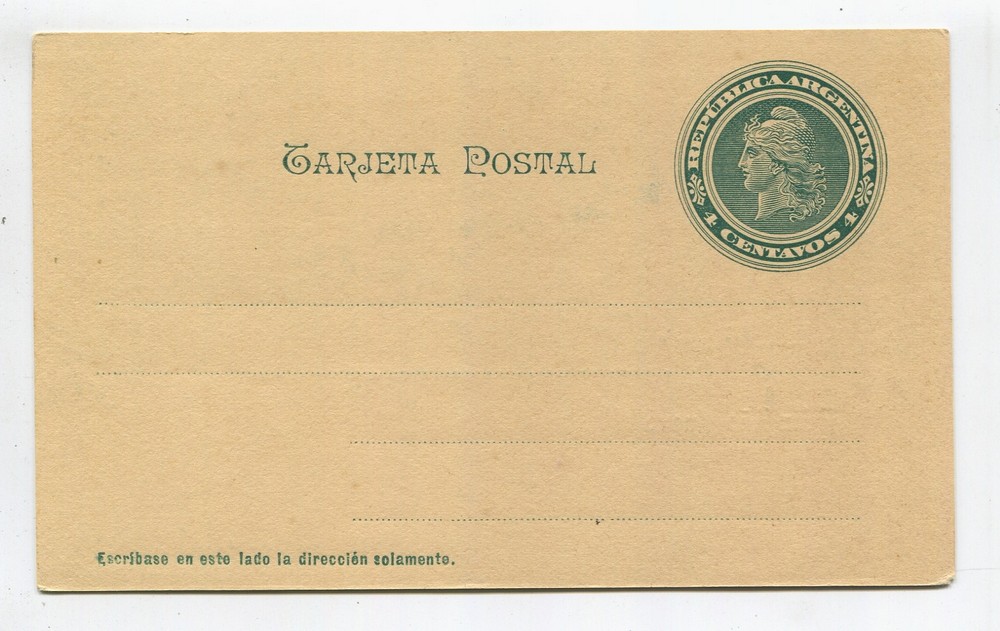 REPÚBLICA ARGENTINA
TARJETA POSTAL
4 CENTAVOS 4
Escríbase en este lado la dirección solamente.